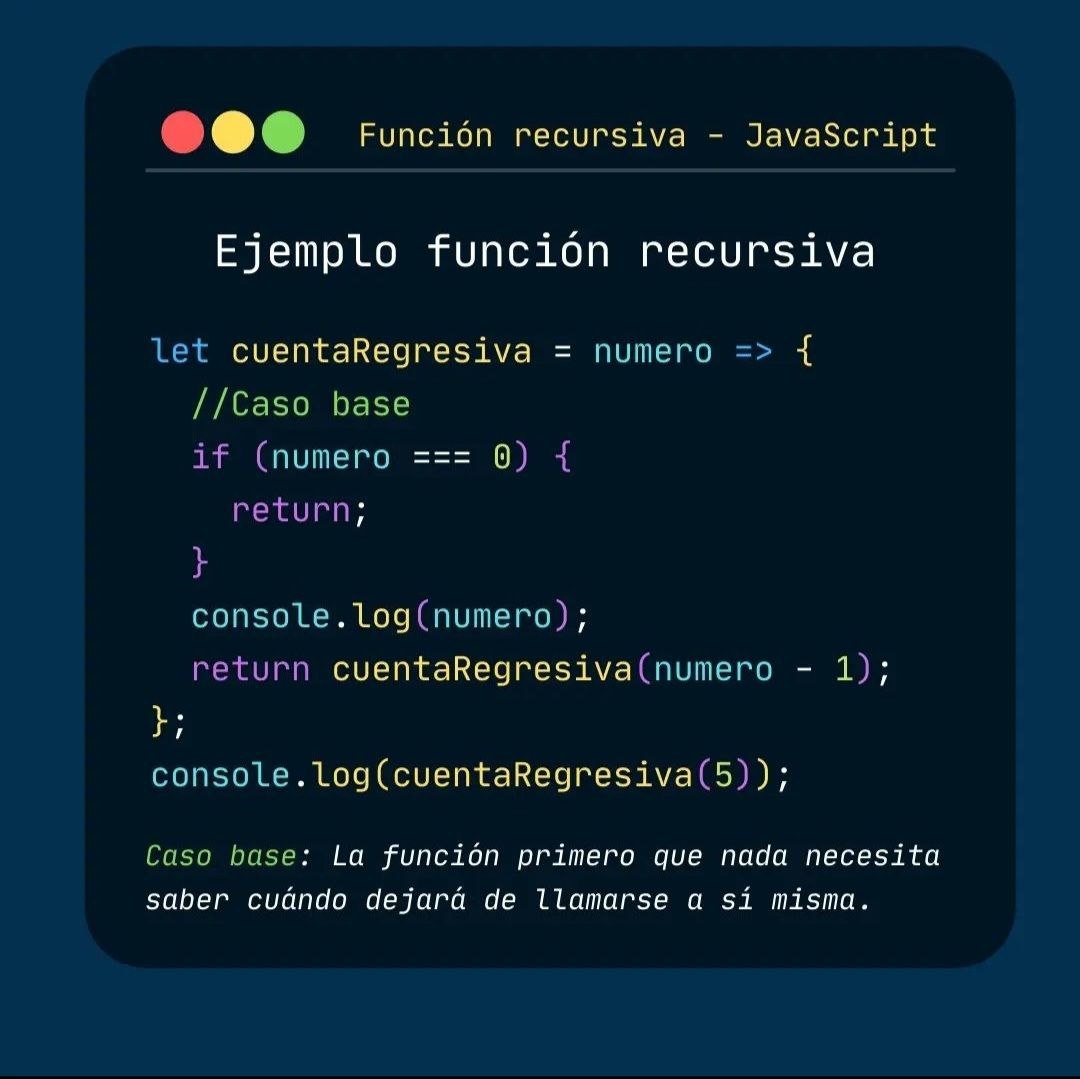 Función recursiva - JavaScript
Ejemplo función recursiva
let cuentaRegresiva = numero => {
  //Caso base
  if (numero === 0) {
    return;
  }
  console.log(numero);
  return cuentaRegresiva(numero - 1);
};
console.log(cuentaRegresiva(5));
Caso base: La función primero que nada necesita
saber cuándo dejará de llamarse a sí misma.